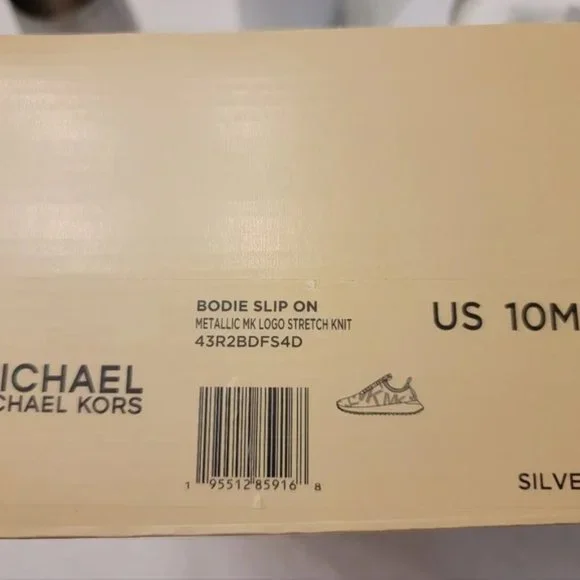 BODIE SLIP ON
METALLIC MK LOGO STRETCH KNIT
43R2BDFS4D
US 10M
ICHAEL
CHAEL KORS
1 95512 85916 8
SILVE